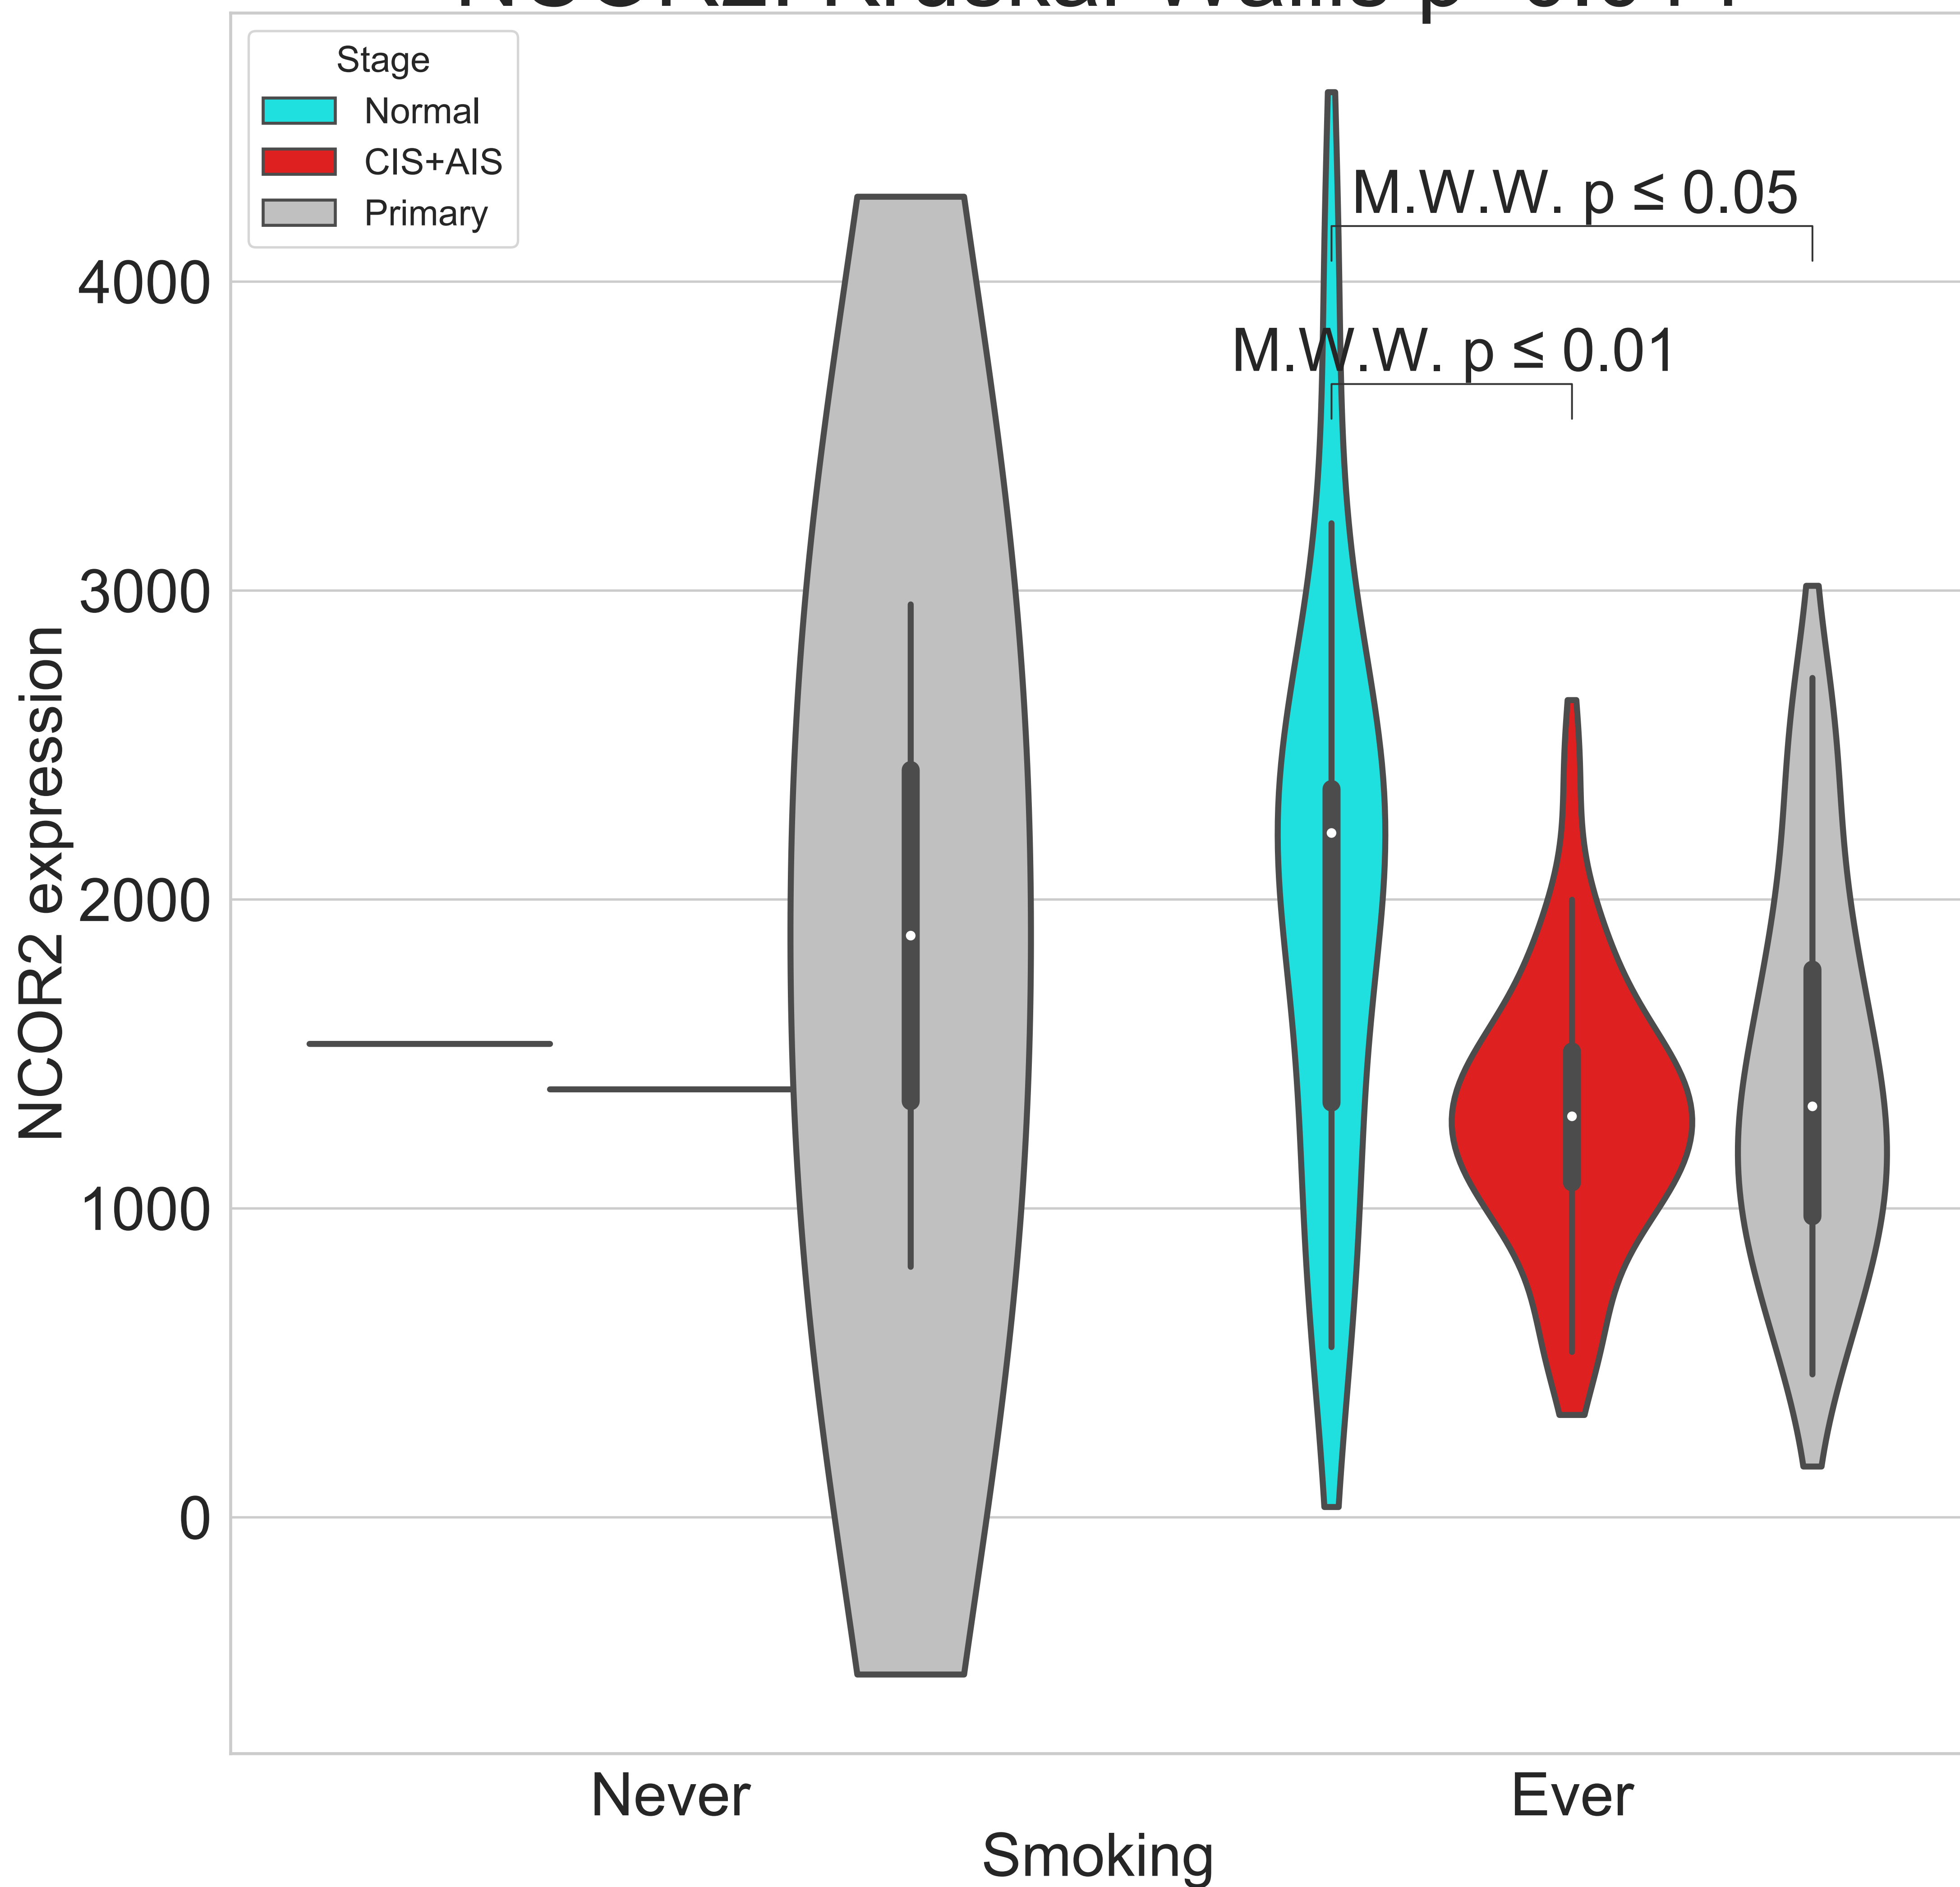 Stage
Normal
CIS+AIS
Primary
M.W.W. p ≤ 0.05
M.W.W. p ≤ 0.01
4000
3000
2000
1000
0
NCOR2 expression
Never
Ever
Smoking